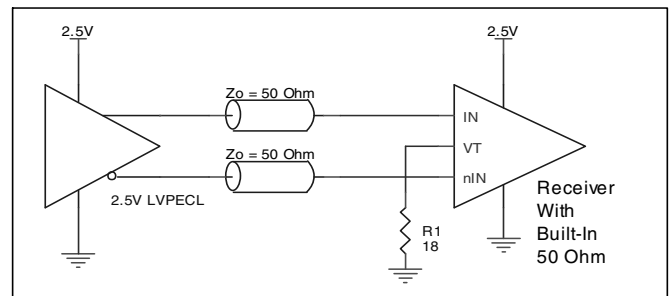 2.5V
2.5V
Zo = 50 Ohm
IN
VT
Zo = 50 Ohm
nIN
2.5V LVPECL
R1
18
Receiver
With
Built-In
50 Ohm